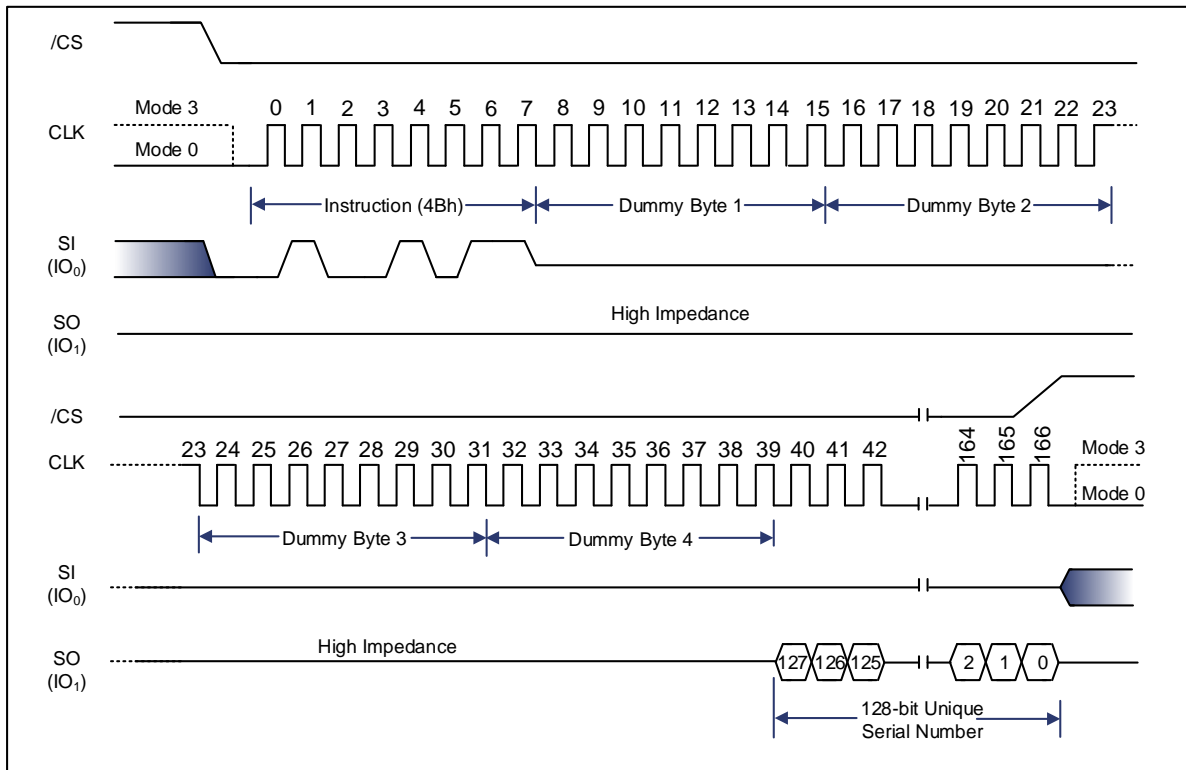 /CS
Mode 3
0 1 2 3 4 5 6 7 8 9 10 11 12 13 14 15 16 17 18 19 20 21 22 23
CLK
Mode 0
Instruction (4Bh)
Dummy Byte 1
Dummy Byte 2
SI
(IO₀)
High Impedance
SO
(IO₁)
/CS
23 24 25 26 27 28 29 30 31 32 33 34 35 36 37 38 39 40 41 42 164 165 166
CLK
Mode 3
Mode 0
Dummy Byte 3
Dummy Byte 4
SI
(IO₀)
High Impedance
SO
(IO₁)
127 126 125 2 1 0
128-bit Unique
Serial Number